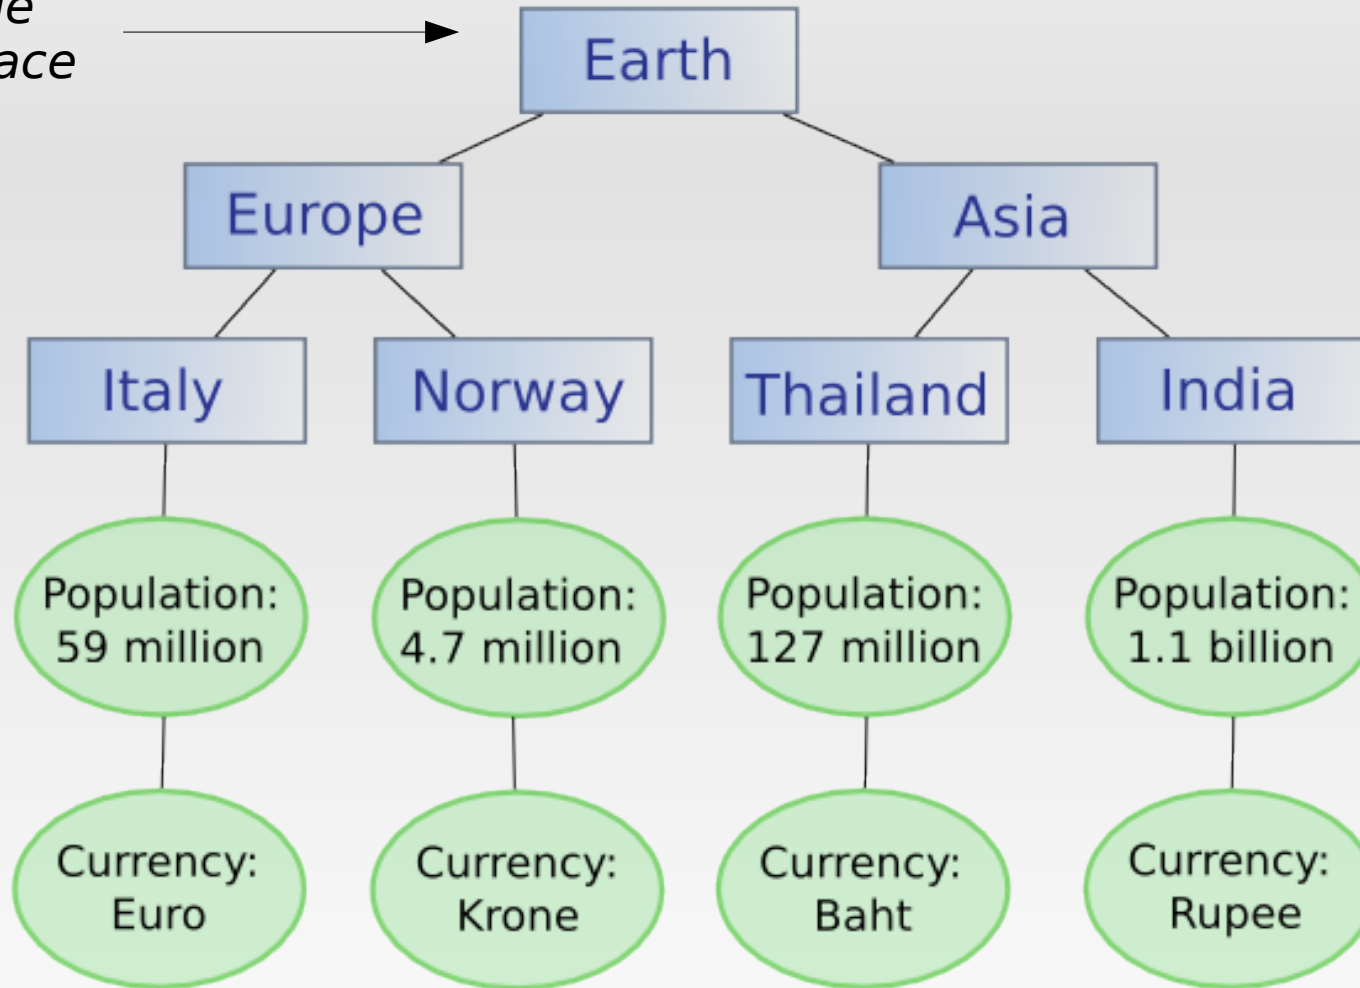 Earth
Europe
Asia
Italy
Norway
Thailand
India
Population:
59 million
Population:
4.7 million
Population:
127 million
Population:
1.1 billion
Currency:
Euro
Currency:
Krone
Currency:
Baht
Currency:
Rupee